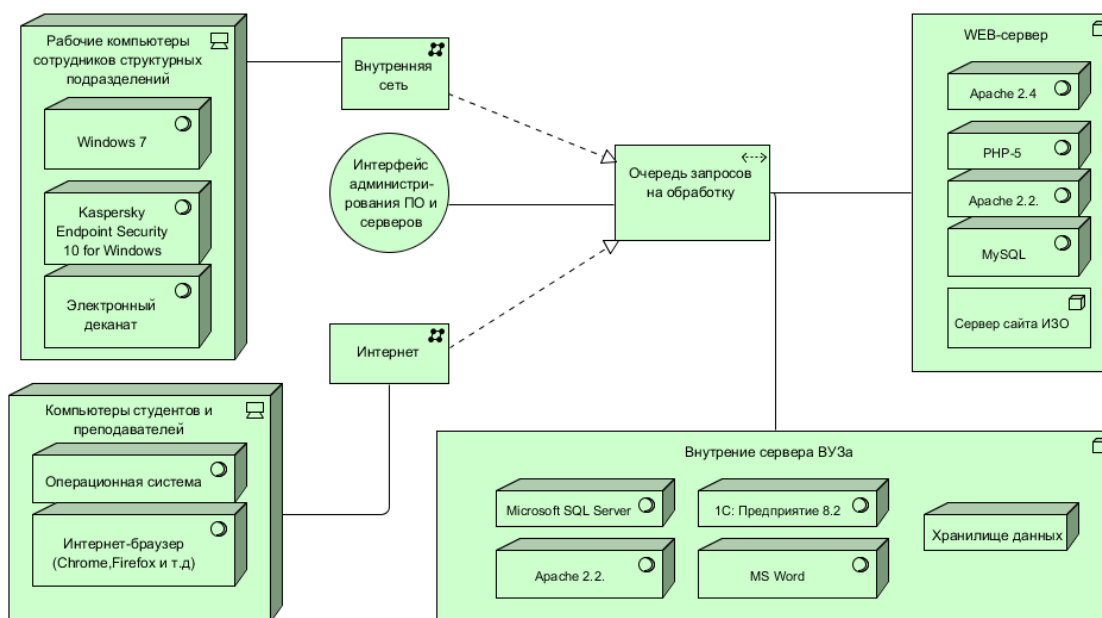 Рабочие компьютеры
сотрудников структурных
подразделений
Windows 7
Kaspersky
Endpoint Security
10 for Windows
Электронный
деканат
Внутренняя
сеть
Интерфейс
администри-
рования ПО и
серверов
Интернет
Очередь запросов
на обработку
WEB-сервер
Apache 2.4
PHP-5
Apache 2.2.
MySQL
Сервер сайта ИЗО
Компьютеры студентов и
преподавателей
Операционная система
Интернет-браузер
(Chrome,Firefox и т.д)
Внутрение сервера ВУЗа
Microsoft SQL Server
1С: Предприятие 8.2
Хранилище данных
Apache 2.2.
MS Word